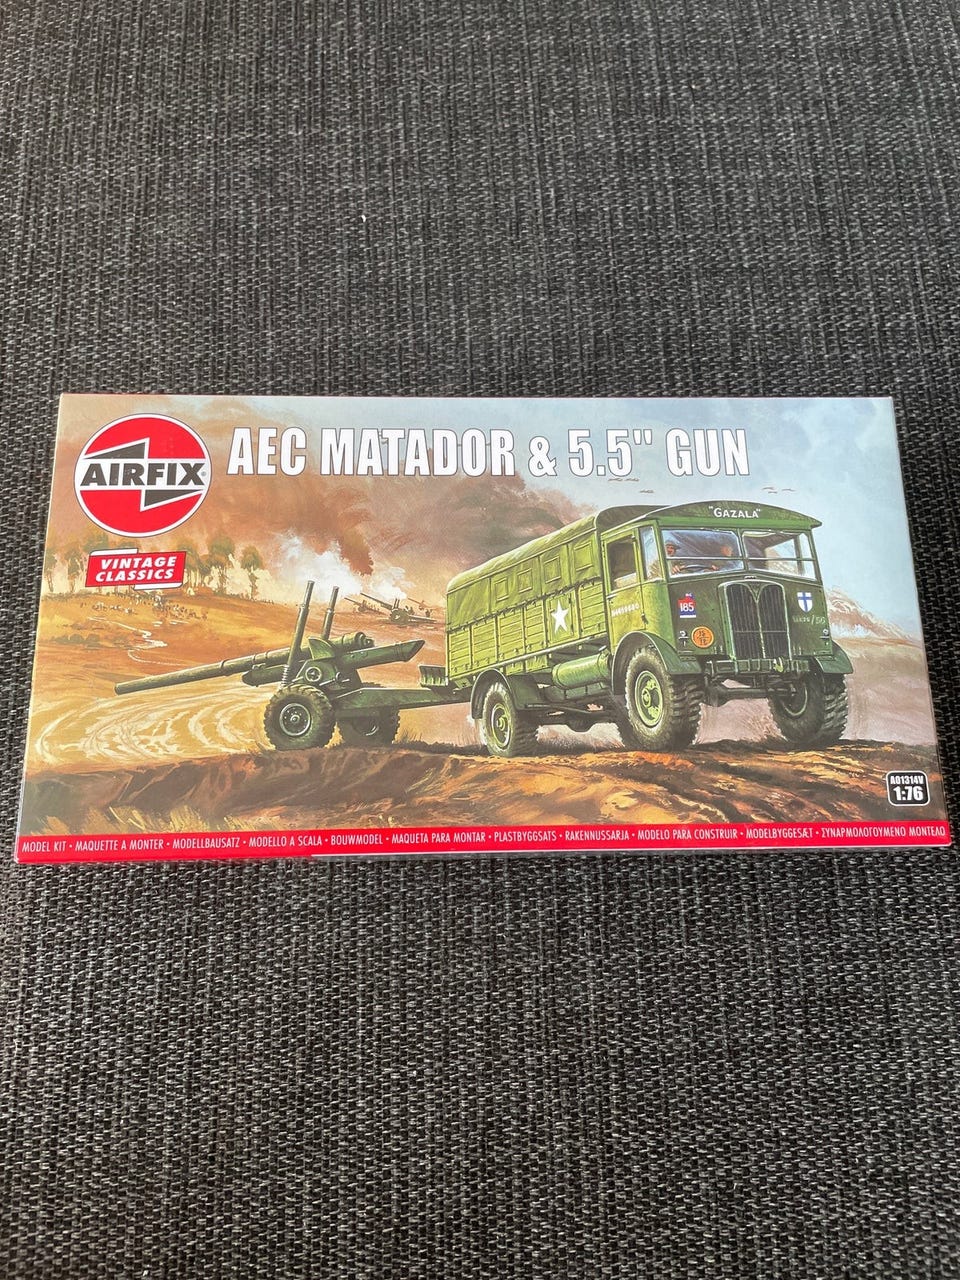 AEC MATADOR & 5.5" GUN
AIRFIX
VINTAGE
CLASSICS
"GAZALA"
185
/56
A01314V
1:76
MODEL KIT • MAQUETTE A MONTER • MODELLBAUSATZ • MODELLO A SCALA • BOUWMODEL • MAQUETA PARA MONTAR • PLASTBYGGSATS • RAKENNUSSARJA • MODELO PARA CONSTRUIR • MODELBYGGESÆT • ΣΥΝΑΡΜΟΛΟΓΟΥΜΕΝΟ ΜΟΝΤΕΛΟ